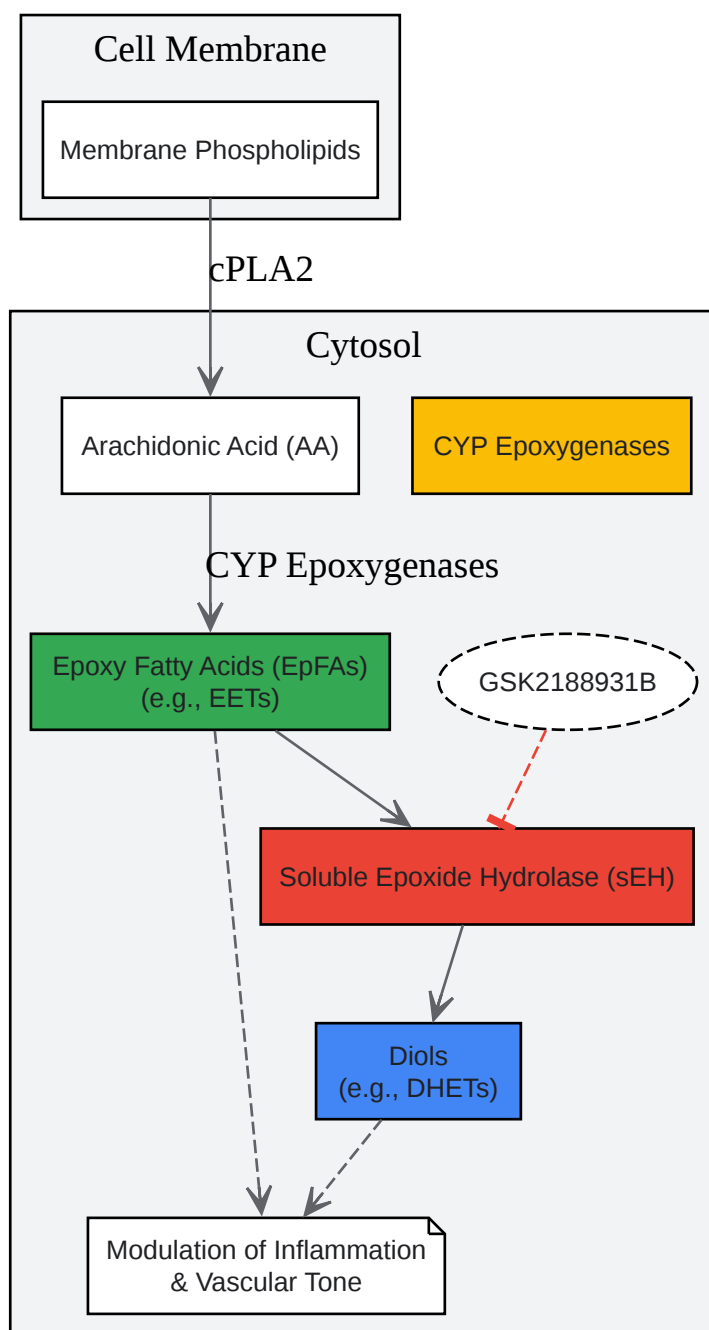 Cell Membrane
Membrane Phospholipids
cPLA2
Cytosol
Arachidonic Acid (AA)
CYP Epoxygenases
CYP Epoxygenases
Epoxy Fatty Acids (EpFAs)
(e.g., EETs)
GSK2188931B
Soluble Epoxide Hydrolase (sEH)
Diols
(e.g., DHETs)
Modulation of Inflammation
& Vascular Tone